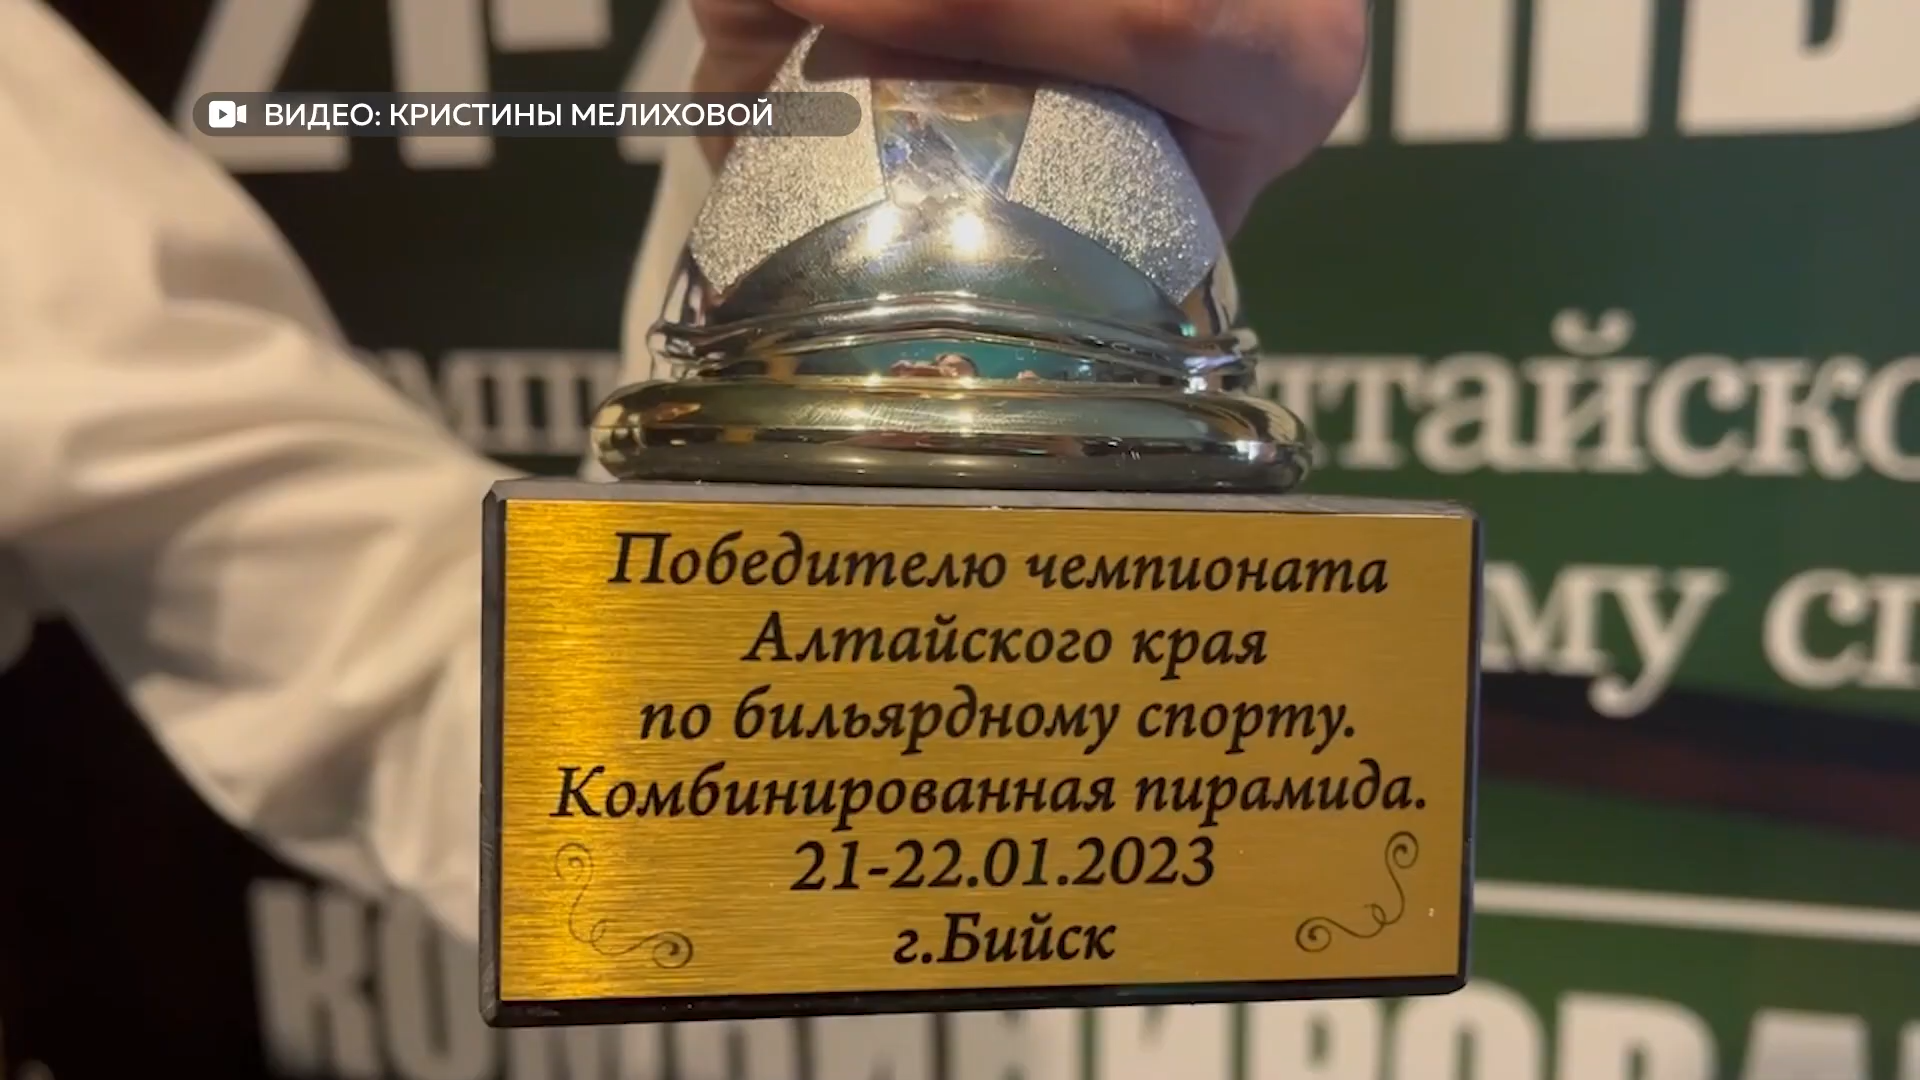 ВИДЕО: КРИСТИНЫ МЕЛИХОВОЙ
Победителю чемпионата
Алтайского края
по бильярдному спорту.
Комбинированная пирамида.
21-22.01.2023
г.Бийск